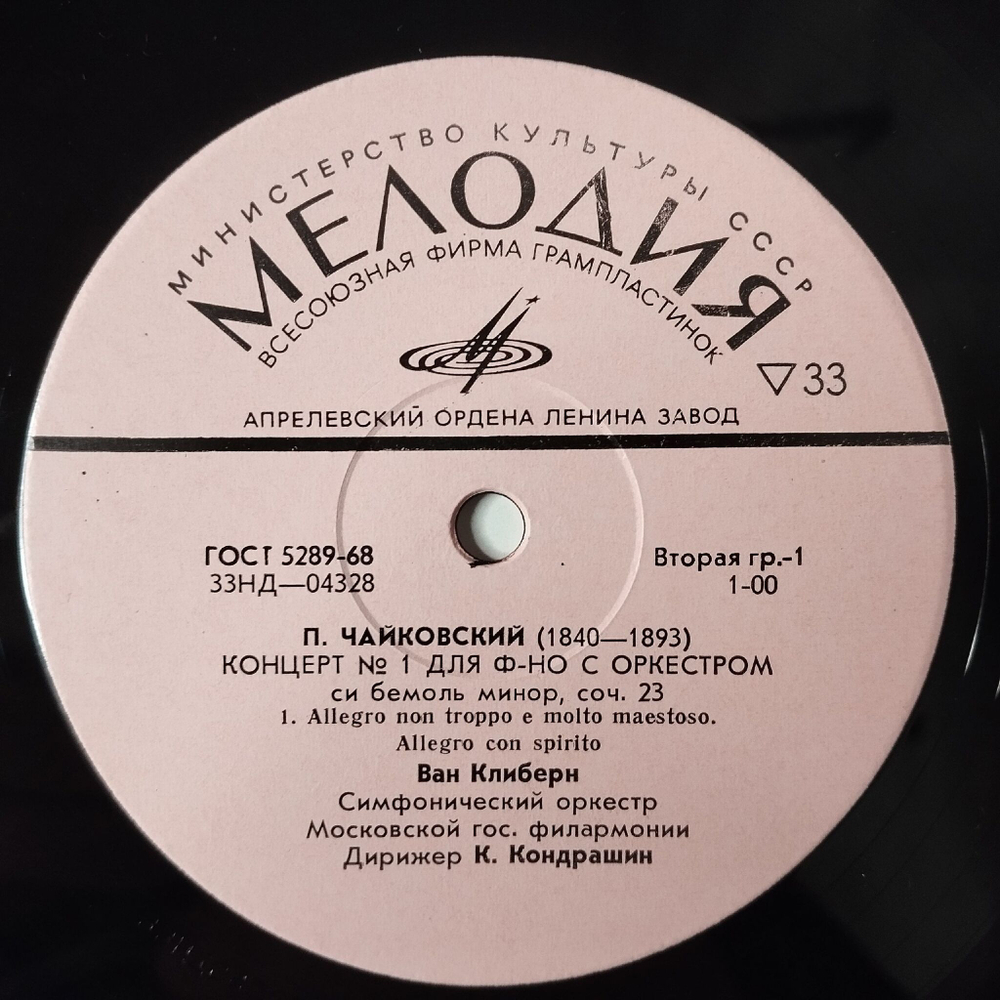 МИНИСТЕРСТВО КУЛЬТУРЫ СССР
МЕЛОДИЯ
ВСЕСОЮЗНАЯ ФИРМА ГРАМПЛАСТИНОК
▽33
АПРЕЛЕВСКИЙ ОРДЕНА ЛЕНИНА ЗАВОД
ГОСТ 5289-68
33НД—04328
Вторая гр.-1
1-00
П. ЧАЙКОВСКИЙ (1840—1893)
КОНЦЕРТ № 1 ДЛЯ Ф-НО С ОРКЕСТРОМ
си бемоль минор, соч. 23
1. Allegro non troppo e molto maestoso.
Allegro con spirito
Ван Клиберн
Симфонический оркестр
Московской гос. филармонии
Дирижер К. Кондрашин